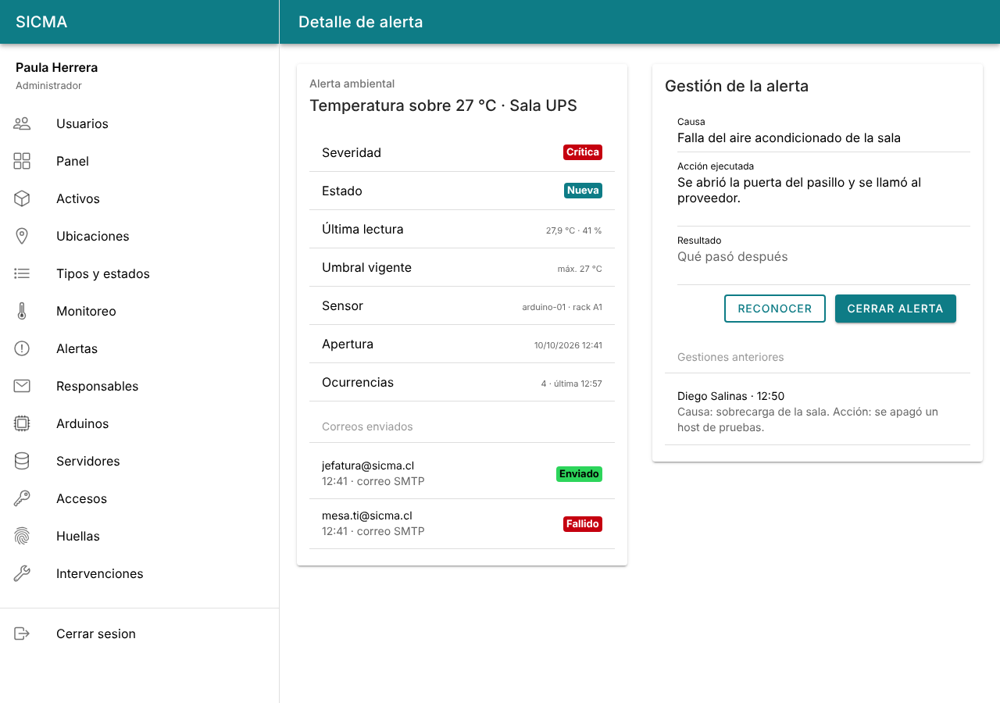 SICMA
Detalle de alerta
Paula Herrera
Administrador
Usuarios
Panel
Activos
Ubicaciones
Tipos y estados
Monitoreo
Alertas
Responsables
Arduinos
Servidores
Accesos
Huellas
Intervenciones
Cerrar sesion
Alerta ambiental
Temperatura sobre 27 °C · Sala UPS
Severidad
Crítica
Estado
Nueva
Última lectura
27,9 °C · 41 %
Umbral vigente
máx. 27 °C
Sensor
arduino-01 · rack A1
Apertura
10/10/2026 12:41
Ocurrencias
4 · última 12:57
Correos enviados
jefatura@sicma.cl
12:41 · correo SMTP
Enviado
mesa.ti@sicma.cl
12:41 · correo SMTP
Fallido
Gestión de la alerta
Causa
Falla del aire acondicionado de la sala
Acción ejecutada
Se abrió la puerta del pasillo y se llamó al
proveedor.
Resultado
Qué pasó después
RECONOCER
CERRAR ALERTA
Gestiones anteriores
Diego Salinas · 12:50
Causa: sobrecarga de la sala. Acción: se apagó un
host de pruebas.